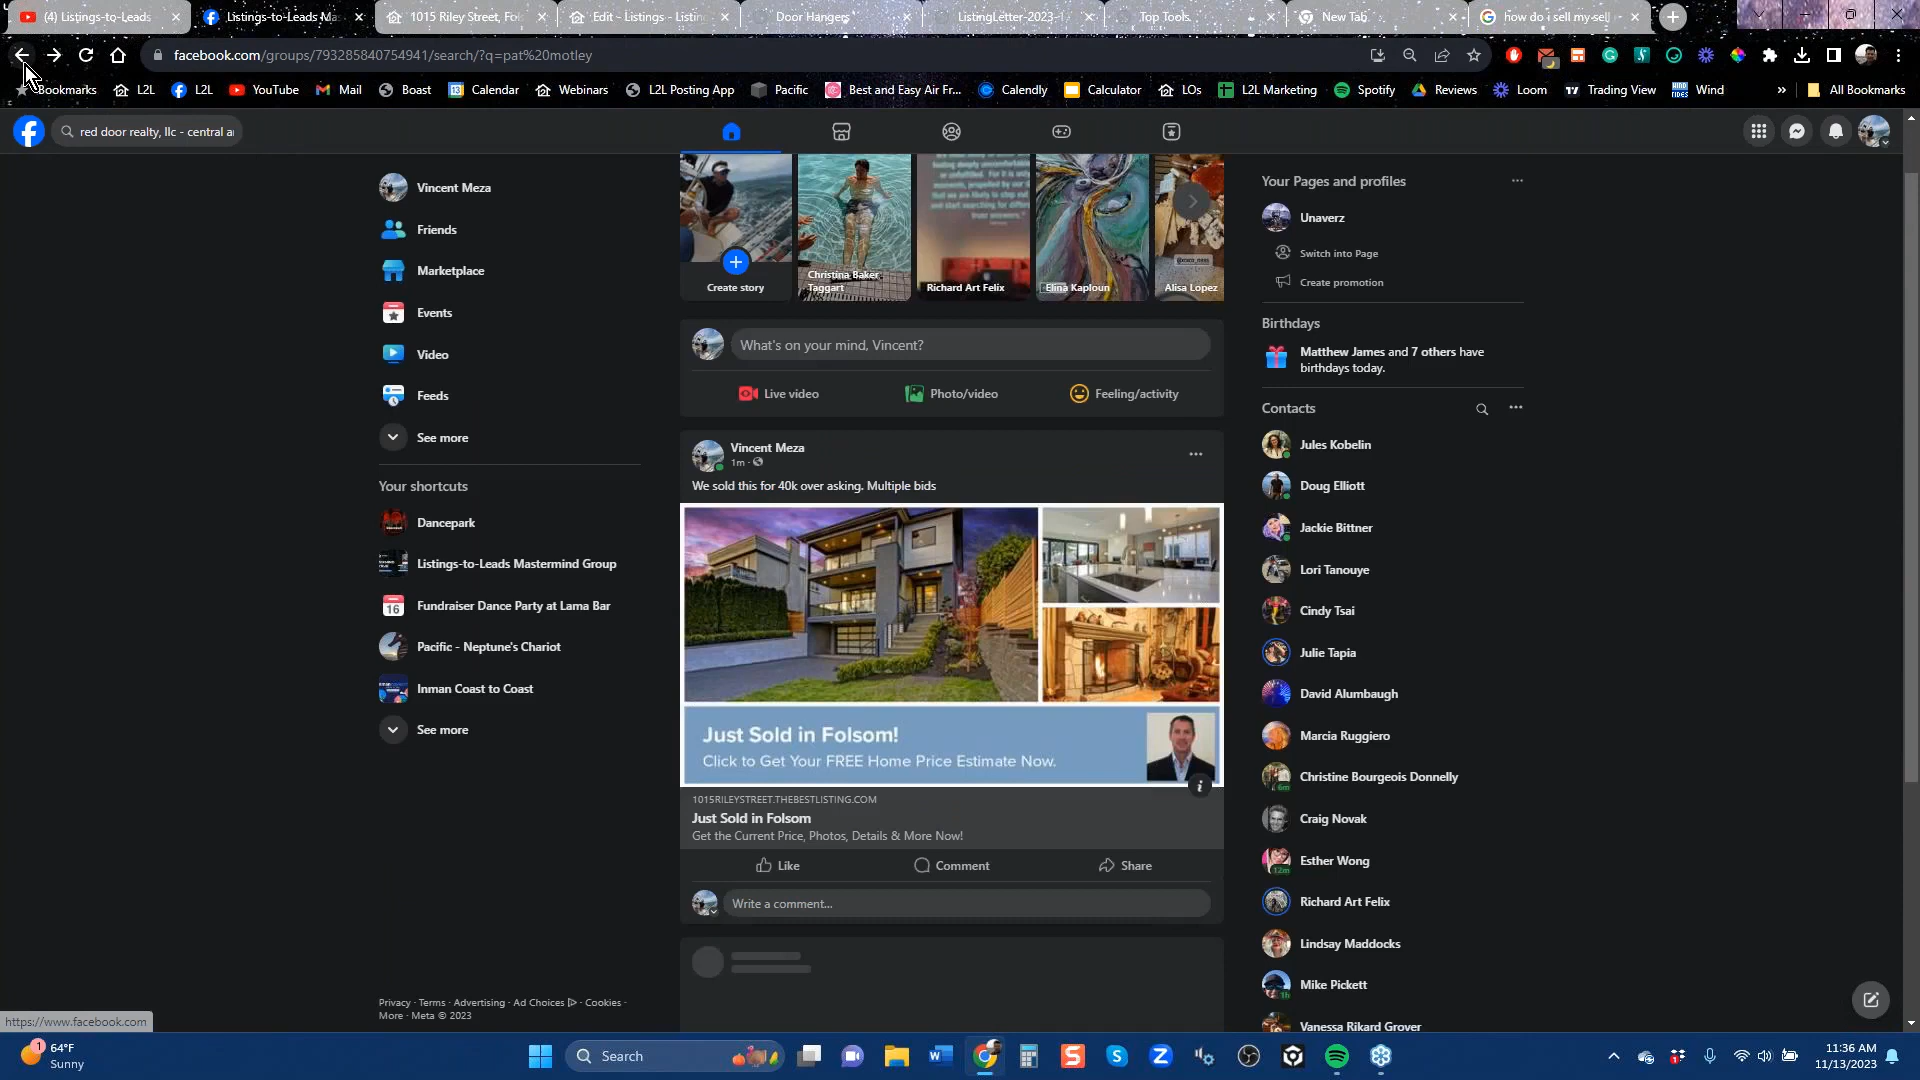 (4) Listings-to-Leads
Listings-to-Leads Ma
1015 Riley Street, Fol
Edit - Listings - Listin
Door Hangers
ListingLetter-2023-1
Top Tools
New Tab
how do i sell my sel
facebook.com/groups/793285840754941/search/?q=pat%20motley
Bookmarks
L2L
L2L
YouTube
Mail
Boast
Calendar
Webinars
L2L Posting App
Pacific
Best and Easy Air Fr...
Calendly
Calculator
LOs
L2L Marketing
Spotify
Reviews
Loom
Trading View
Wind
»
All Bookmarks
red door realty, llc - central a
Vincent Meza
Friends
Marketplace
Events
Video
Feeds
See more
Your shortcuts
Dancepark
Listings-to-Leads Mastermind Group
16
Fundraiser Dance Party at Lama Bar
Pacific - Neptune's Chariot
Inman Coast to Coast
See more
Privacy · Terms · Advertising · Ad Choices · Cookies ·
More · Meta © 2023
https://www.facebook.com
Create story
Christina Baker
Taggart
Richard Art Felix
Elina Kaploun
Alisa Lopez
What's on your mind, Vincent?
Live video
Photo/video
Feeling/activity
Vincent Meza
1m ·
We sold this for 40k over asking. Multiple bids
Just Sold in Folsom!
Click to Get Your FREE Home Price Estimate Now.
1015RILEYSTREET.THEBESTLISTING.COM
Just Sold in Folsom
Get the Current Price, Photos, Details & More Now!
Like
Comment
Share
Write a comment...
Your Pages and profiles
Unaverz
Switch into Page
Create promotion
Birthdays
Matthew James and 7 others have
birthdays today.
Contacts
Jules Kobelin
Doug Elliott
Jackie Bittner
Lori Tanouye
Cindy Tsai
Julie Tapia
David Alumbaugh
Marcia Ruggiero
Christine Bourgeois Donnelly
6m
Craig Novak
Esther Wong
12m
Richard Art Felix
Lindsay Maddocks
Mike Pickett
1h
Vanessa Rikard Grover
64°F
Sunny
Search
11:36 AM
11/13/2023